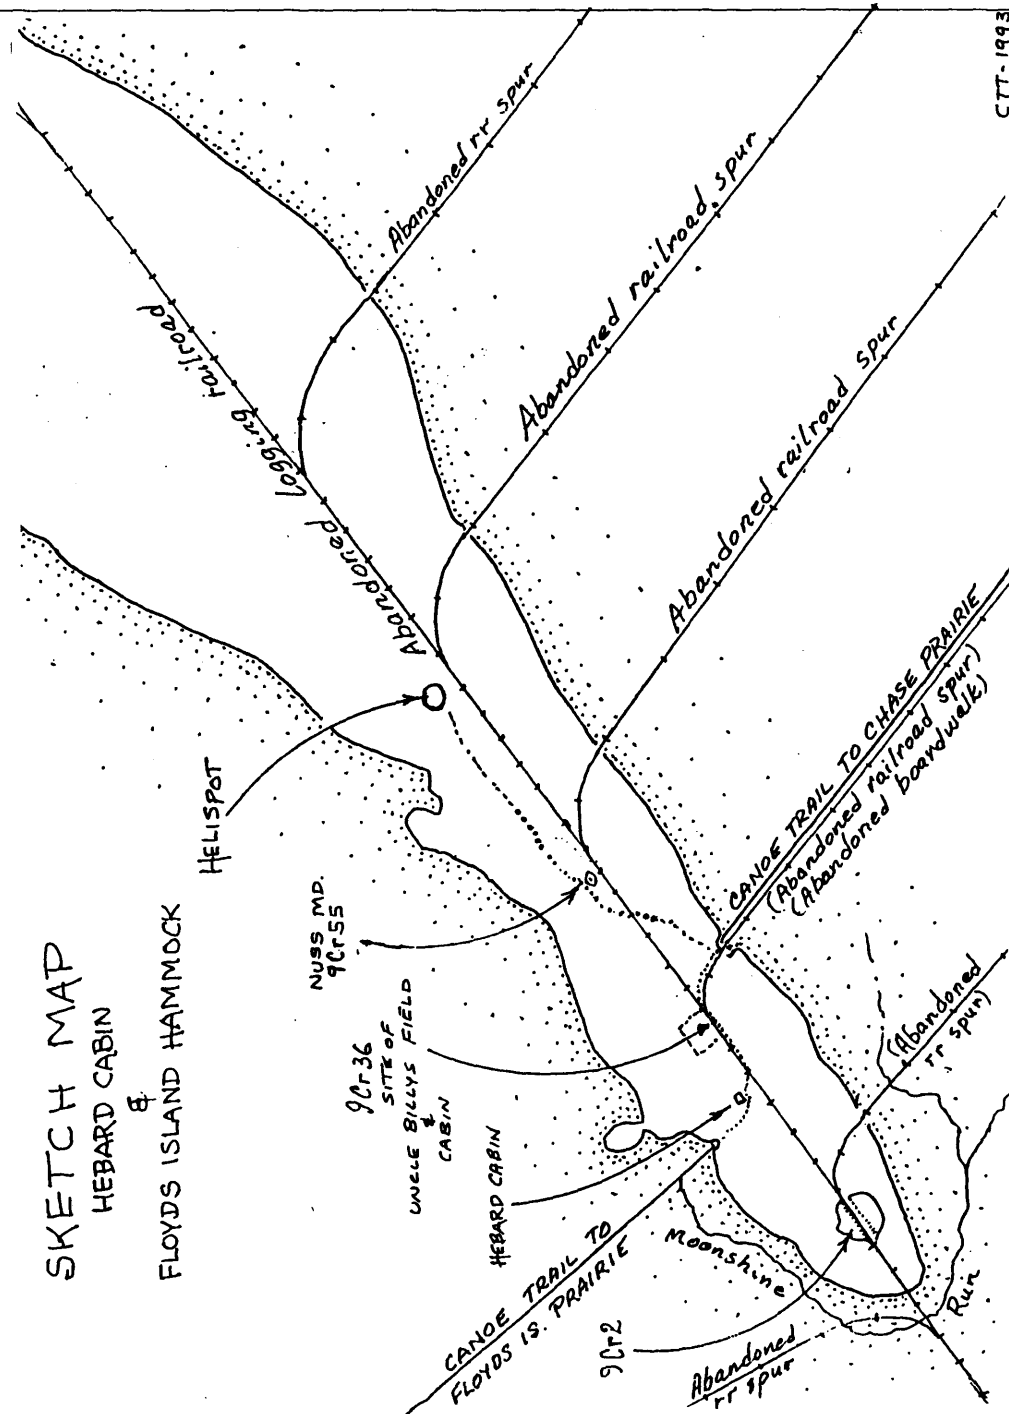 SKETCH MAP
HEBARD CABIN
&
FLOYDS ISLAND HAMMOCK
HELISPOT
NUSS MD.
9Cr55
9Cr36
SITE OF
UNCLE BILLYS FIELD
&
CABIN
HEBARD CABIN
CANOE TRAIL TO
FLOYDS IS. PRAIRIE
9Cr2
Abandoned
rr spur
Moonshine
Run
Abandoned logging railroad
Abandoned rr spur
Abandoned railroad spur
Abandoned railroad spur
CANOE TRAIL TO CHASE PRAIRIE
(Abandoned railroad spur)
(Abandoned boardwalk)
(Abandoned
rr spur)
CTT-1993